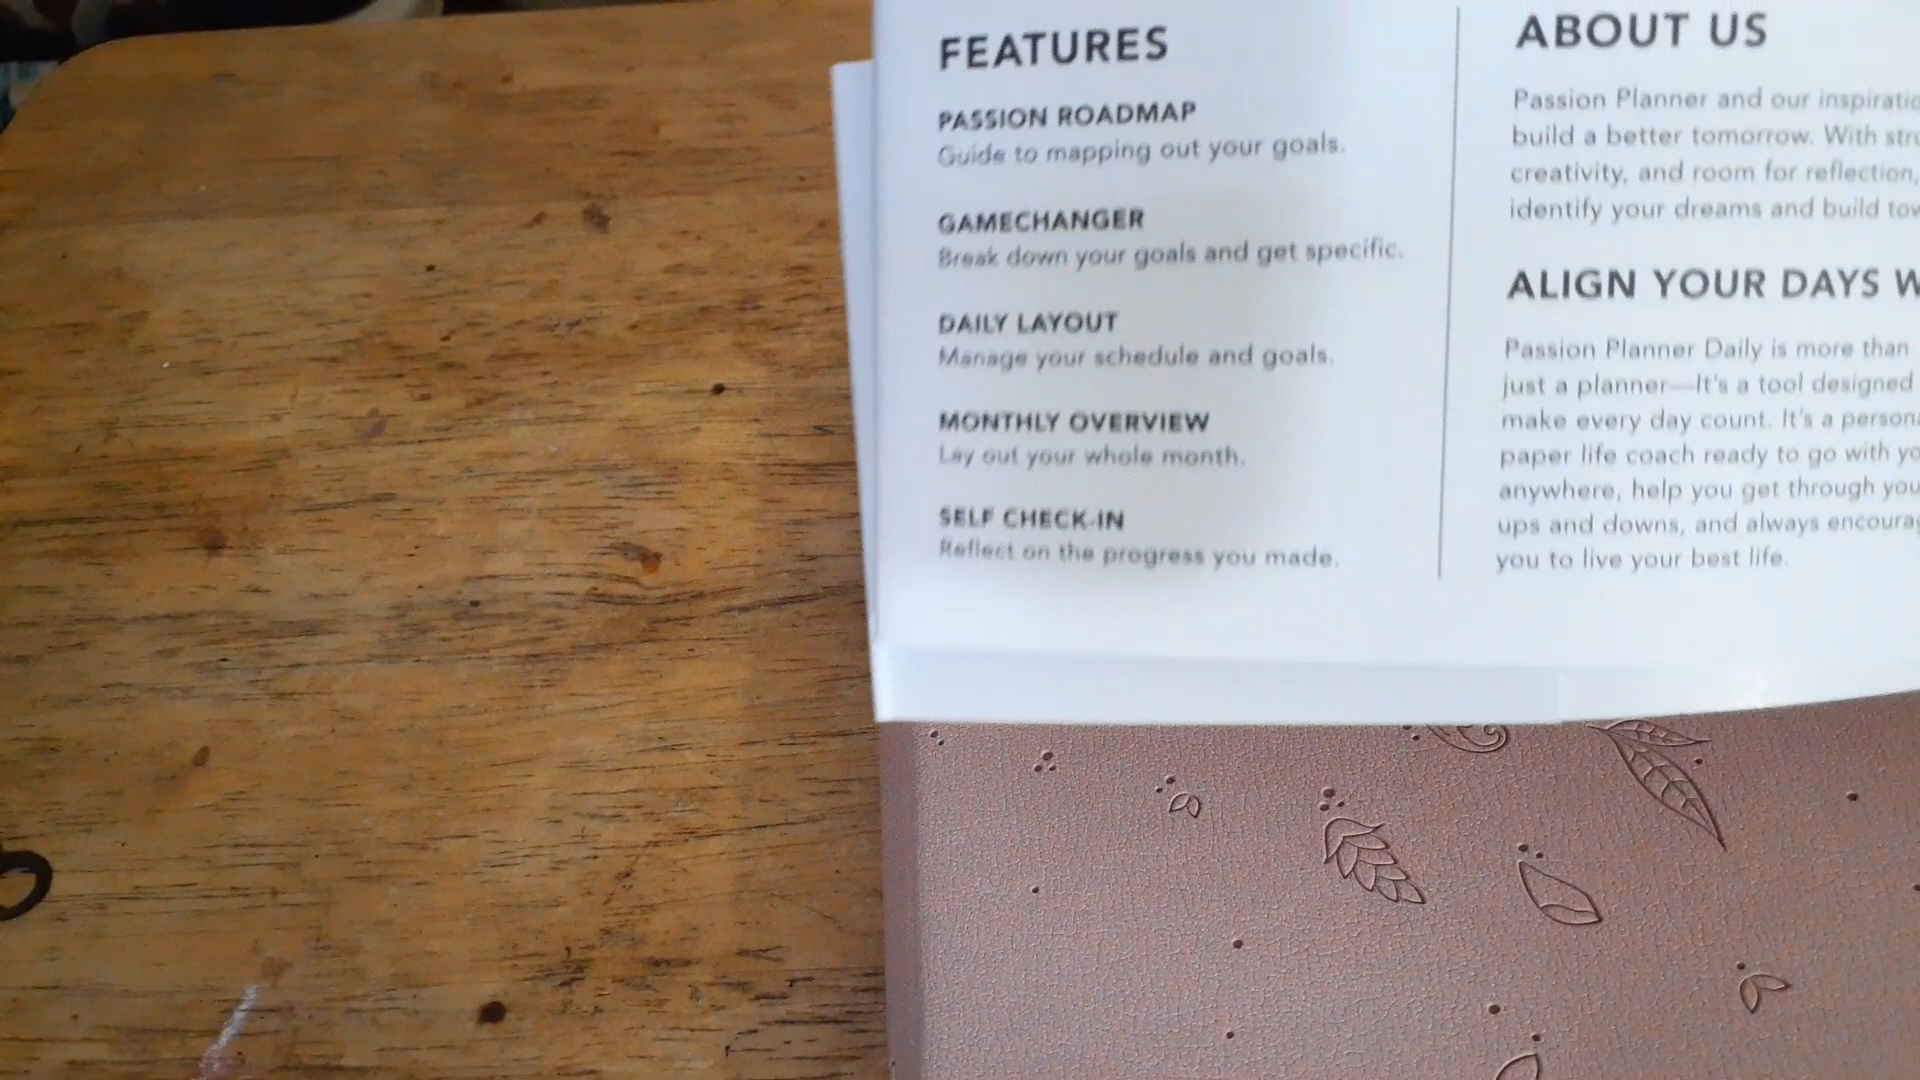 FEATURES
PASSION ROADMAP
Guide to mapping out your goals.
GAMECHANGER
Break down your goals and get specific.
DAILY LAYOUT
Manage your schedule and goals.
MONTHLY OVERVIEW
Lay out your whole month.
SELF CHECK-IN
Reflect on the progress you made.
ABOUT US
Passion Planner and our
build a better tomorrow. With
creativity, and room for reflection,
identify your dreams and build
ALIGN YOUR DAYS
Passion Planner Daily is more than
just a planner—It's a tool designed
make every day count. It's a
paper life coach ready to go with
anywhere, help you get through
ups and downs, and always
you to live your best life.